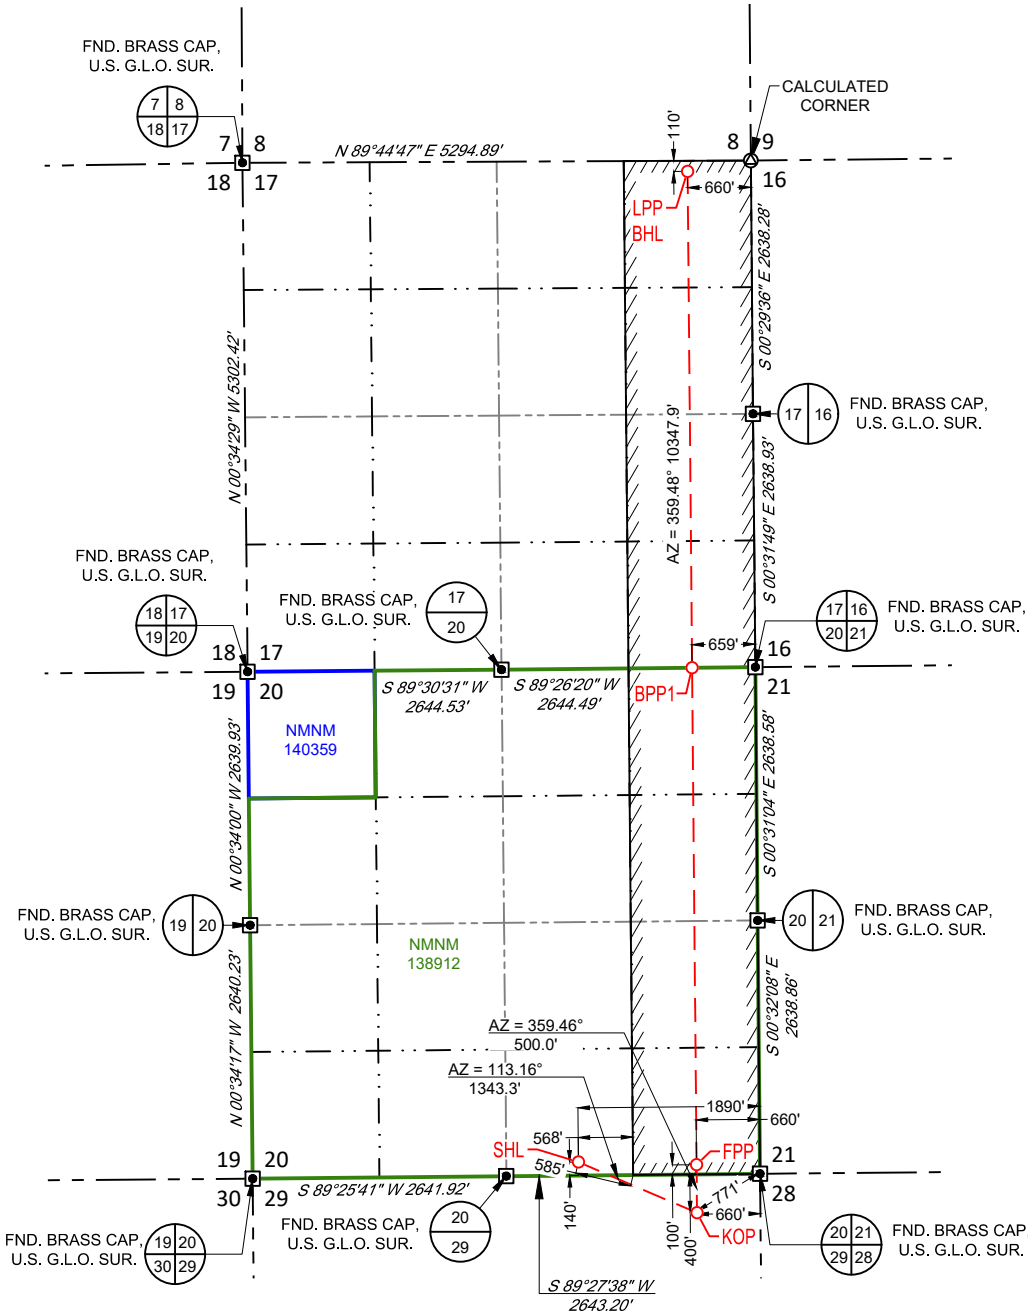 FND. BRASS CAP,
U.S. G.L.O. SUR.
7 8
18 17
7 8
18 17
N 89°44'47" E 5294.89'
110'
CALCULATED
CORNER
8 9
16
660'
LPP
BHL
S 00°29'36" E 2638.28'
N 00°34'29" W 5302.42'
AZ = 359.48° 10347.9'
17 16
FND. BRASS CAP,
U.S. G.L.O. SUR.
S 00°31'49" E 2638.93'
FND. BRASS CAP,
U.S. G.L.O. SUR.
18 17
19 20
FND. BRASS CAP,
U.S. G.L.O. SUR.
17
20
17 16
20 21
FND. BRASS CAP,
U.S. G.L.O. SUR.
18 17
19 20
659'
16
21
S 89°30'31" W
2644.53'
S 89°26'20" W
2644.49'
BPP1
NMNM
140359
N 00°34'00" W 2639.93'
S 00°31'04" E 2638.58'
FND. BRASS CAP,
U.S. G.L.O. SUR.
19 20
20 21
FND. BRASS CAP,
U.S. G.L.O. SUR.
NMNM
138912
N 00°34'17" W 2640.23'
S 00°32'08" E
2638.86'
AZ = 359.46°
500.0'
AZ = 113.16°
1343.3'
1890'
660'
568'
SHL
585'
FPP
140'
100'
400'
771'
660'
KOP
19 20
30 29
21
28
S 89°25'41" W 2641.92'
FND. BRASS CAP,
U.S. G.L.O. SUR.
19 20
30 29
FND. BRASS CAP,
U.S. G.L.O. SUR.
20
29
20 21
29 28
FND. BRASS CAP,
U.S. G.L.O. SUR.
S 89°27'38" W
2643.20'